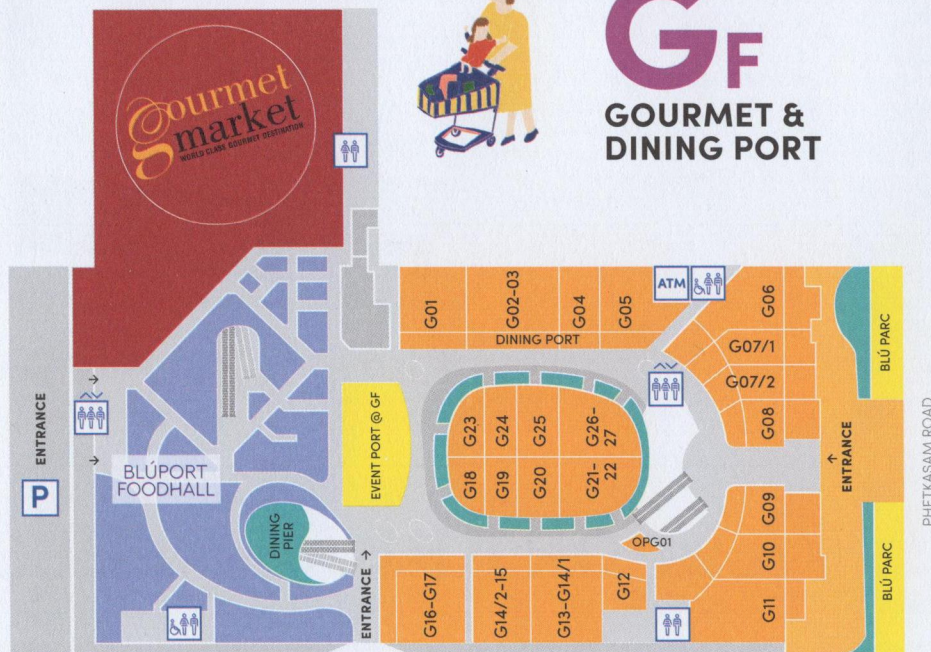 GF
GOURMET &
DINING PORT
gourmet
market
WORLD CLASS GOURMET DESTINATION
G01
G02-03
G04
G05
ATM
DINING PORT
G06
G07/1
G07/2
G08
BLÚ PARC
ENTRANCE
P
BLÚPORT
FOODHALL
EVENT PORT @ GF
G23
G24
G25
G26-
27
G18
G19
G20
G21-
22
ENTRANCE
PHETKASAM ROAD
DINING
PIER
OPG01
G09
G10
G11
ENTRANCE
G16-G17
G14/2-15
G13-G14/1
G12
BLÚ PARC